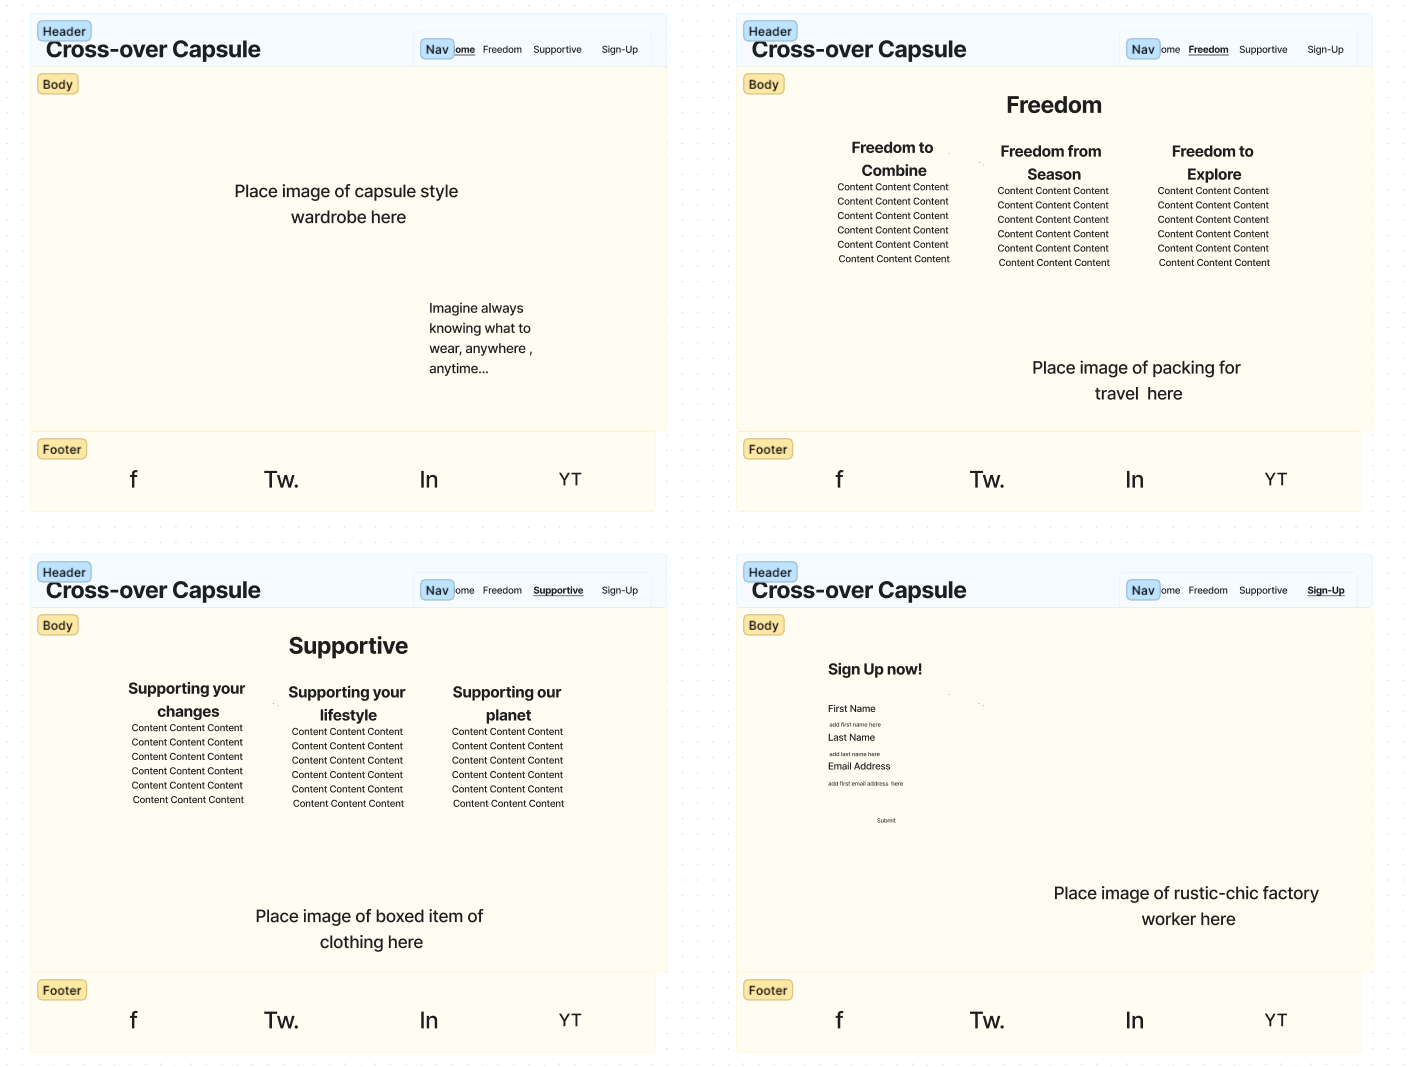 Header
Cross-over Capsule
Nav ome Freedom Supportive Sign-Up
Body
Place image of capsule style
wardrobe here
Imagine always
knowing what to
wear, anywhere ,
anytime...
Footer
f Tw. In YT
Header
Cross-over Capsule
Nav ome Freedom Supportive Sign-Up
Body
Freedom
Freedom to
Combine
Content Content Content
Content Content Content
Content Content Content
Content Content Content
Content Content Content
Content Content Content
Freedom from
Season
Content Content Content
Content Content Content
Content Content Content
Content Content Content
Content Content Content
Content Content Content
Freedom to
Explore
Content Content Content
Content Content Content
Content Content Content
Content Content Content
Content Content Content
Content Content Content
Place image of packing for
travel here
Footer
f Tw. In YT
Header
Cross-over Capsule
Nav ome Freedom Supportive Sign-Up
Body
Supportive
Supporting your
changes
Content Content Content
Content Content Content
Content Content Content
Content Content Content
Content Content Content
Content Content Content
Supporting your
lifestyle
Content Content Content
Content Content Content
Content Content Content
Content Content Content
Content Content Content
Content Content Content
Supporting our
planet
Content Content Content
Content Content Content
Content Content Content
Content Content Content
Content Content Content
Content Content Content
Place image of boxed item of
clothing here
Footer
f Tw. In YT
Header
Cross-over Capsule
Nav ome Freedom Supportive Sign-Up
Body
Sign Up now!
First Name
add first name here
Last Name
add last name here
Email Address
add first email address here
Submit
Place image of rustic-chic factory
worker here
Footer
f Tw. In YT